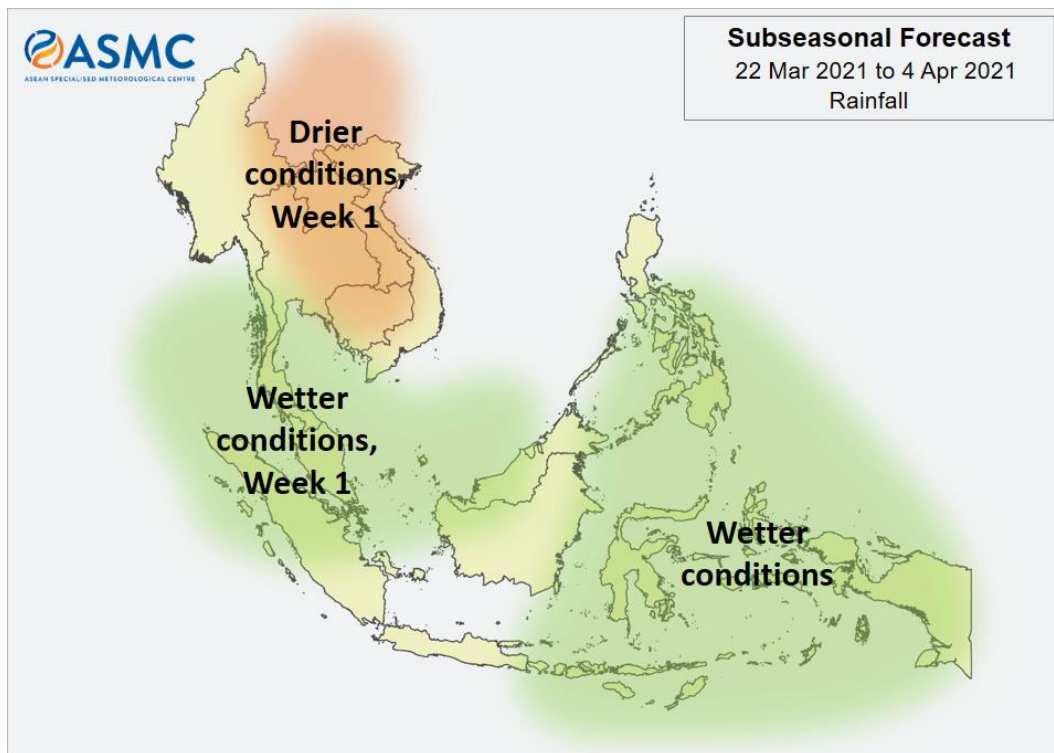 ASMC
ASEAN SPECIALISED METEOROLOGICAL CENTRE
Subseasonal Forecast
22 Mar 2021 to 4 Apr 2021
Rainfall
Drier
conditions,
Week 1
Wetter
conditions,
Week 1
Wetter
conditions